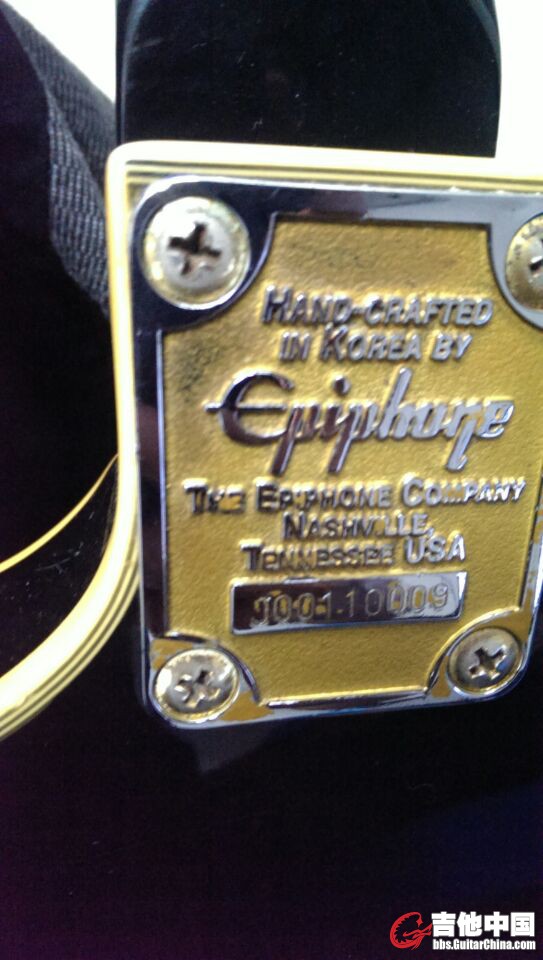 HAND-CRAFTED
IN KOREA BY
Epiphone
THE EPIPHONE COMPANY
NASHVILLE,
TENNESSEE USA
J00110009
吉他中国
bbs.GuitarChina.com